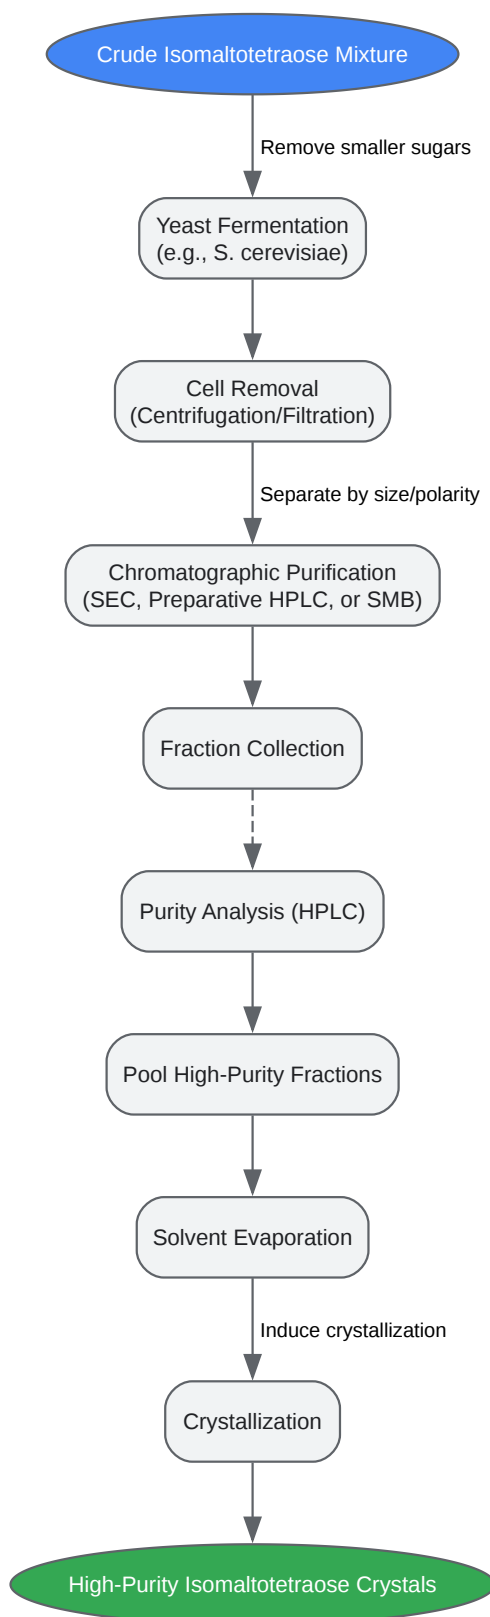 Crude Isomaltotetraose Mixture
Remove smaller sugars
Yeast Fermentation
(e.g., S. cerevisiae)
Cell Removal
(Centrifugation/Filtration)
Separate by size/polarity
Chromatographic Purification
(SEC, Preparative HPLC, or SMB)
Fraction Collection
Purity Analysis (HPLC)
Pool High-Purity Fractions
Solvent Evaporation
Induce crystallization
Crystallization
High-Purity Isomaltotetraose Crystals